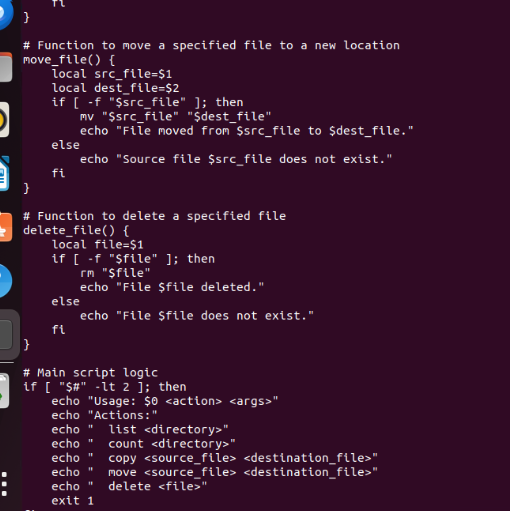 fi
}

# Function to move a specified file to a new location
move_file() {
    local src_file=$1
    local dest_file=$2
    if [ -f "$src_file" ]; then
        mv "$src_file" "$dest_file"
        echo "File moved from $src_file to $dest_file."
    else
        echo "Source file $src_file does not exist."
    fi
}

# Function to delete a specified file
delete_file() {
    local file=$1
    if [ -f "$file" ]; then
        rm "$file"
        echo "File $file deleted."
    else
        echo "File $file does not exist."
    fi
}

# Main script logic
if [ "$#" -lt 2 ]; then
    echo "Usage: $0 <action> <args>"
    echo "Actions:"
    echo "  list <directory>"
    echo "  count <directory>"
    echo "  copy <source_file> <destination_file>"
    echo "  move <source_file> <destination_file>"
    echo "  delete <file>"
    exit 1